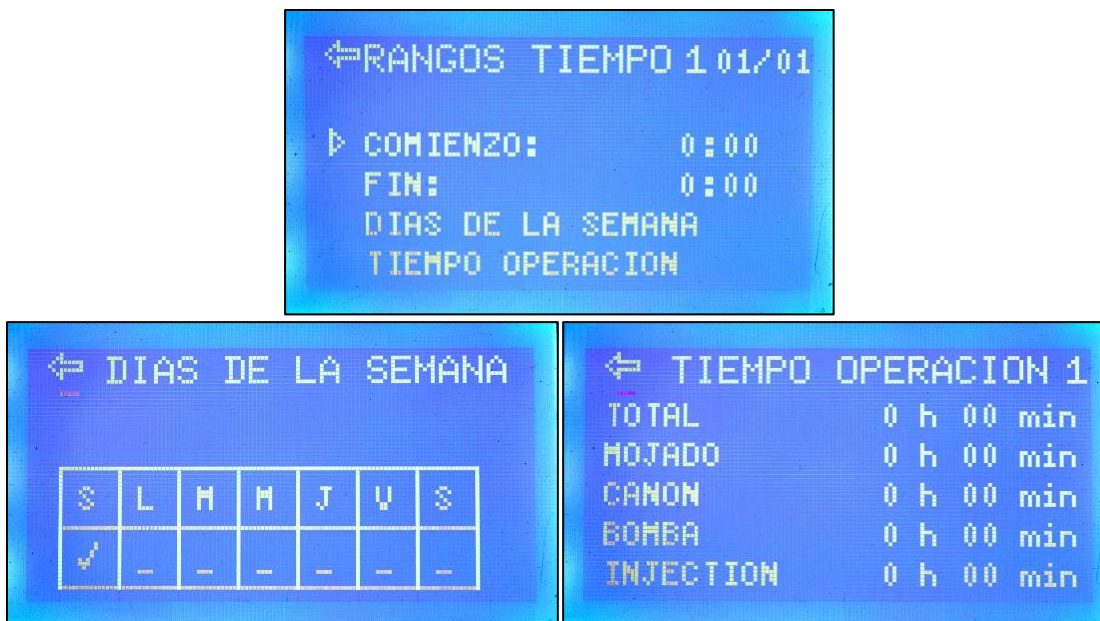 RANGOS TIEMPO 1 01/01
COMIENZO: 0:00
FIN: 0:00
DIAS DE LA SEMANA
TIEMPO OPERACION
DIAS DE LA SEMANA
S L M M J V S
✓ _ _ _ _ _ _
TIEMPO OPERACION 1
TOTAL 0 h 00 min
MOJADO 0 h 00 min
CANON 0 h 00 min
BOMBA 0 h 00 min
INJECTION 0 h 00 min